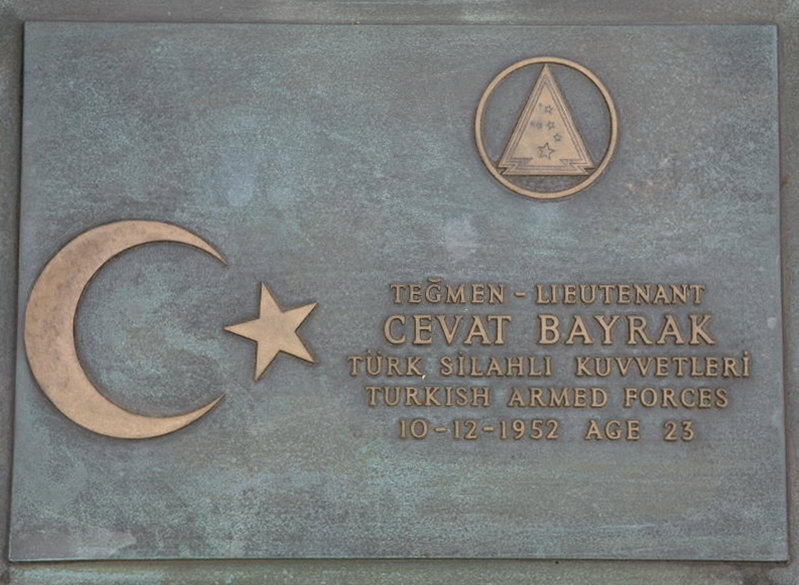 TEĞMEN - LIEUTENANT
CEVAT BAYRAK
TÜRK SİLAHLI KUVVETLERİ
TURKISH ARMED FORCES
10-12-1952 AGE 23